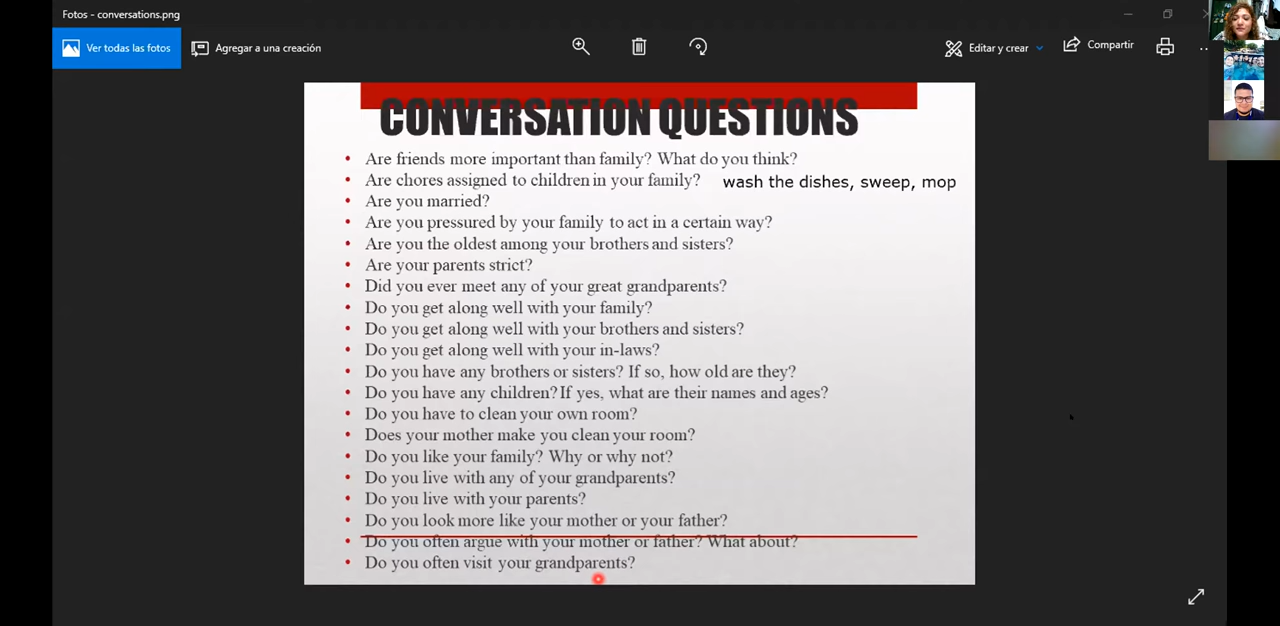 Fotos - conversations.png
Ver todas las fotos
Agregar a una creación
Editar y crear
Compartir
CONVERSATION QUESTIONS
• Are friends more important than family? What do you think?
• Are chores assigned to children in your family? wash the dishes, sweep, mop
• Are you married?
• Are you pressured by your family to act in a certain way?
• Are you the oldest among your brothers and sisters?
• Are your parents strict?
• Did you ever meet any of your great grandparents?
• Do you get along well with your family?
• Do you get along well with your brothers and sisters?
• Do you get along well with your in-laws?
• Do you have any brothers or sisters? If so, how old are they?
• Do you have any children? If yes, what are their names and ages?
• Do you have to clean your own room?
• Does your mother make you clean your room?
• Do you like your family? Why or why not?
• Do you live with any of your grandparents?
• Do you live with your parents?
• Do you look more like your mother or your father?
• Do you often argue with your mother or father? What about?
• Do you often visit your grandparents?